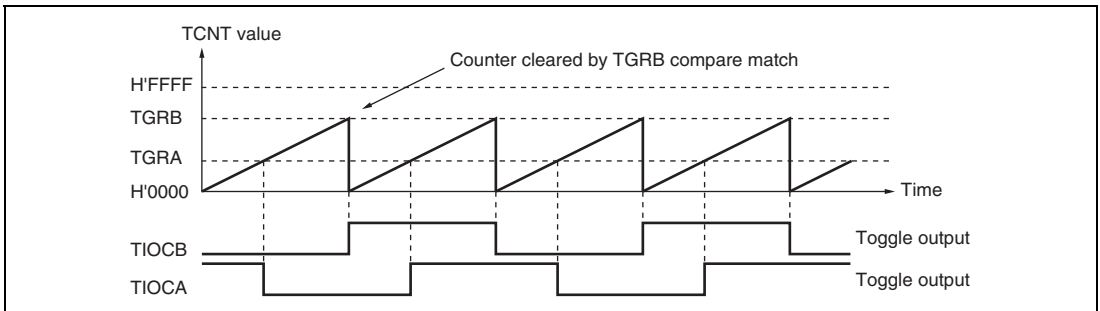 TCNT value
Counter cleared by TGRB compare match
H'FFFF
TGRB
TGRA
H'0000
Time
TIOCB
Toggle output
TIOCA
Toggle output